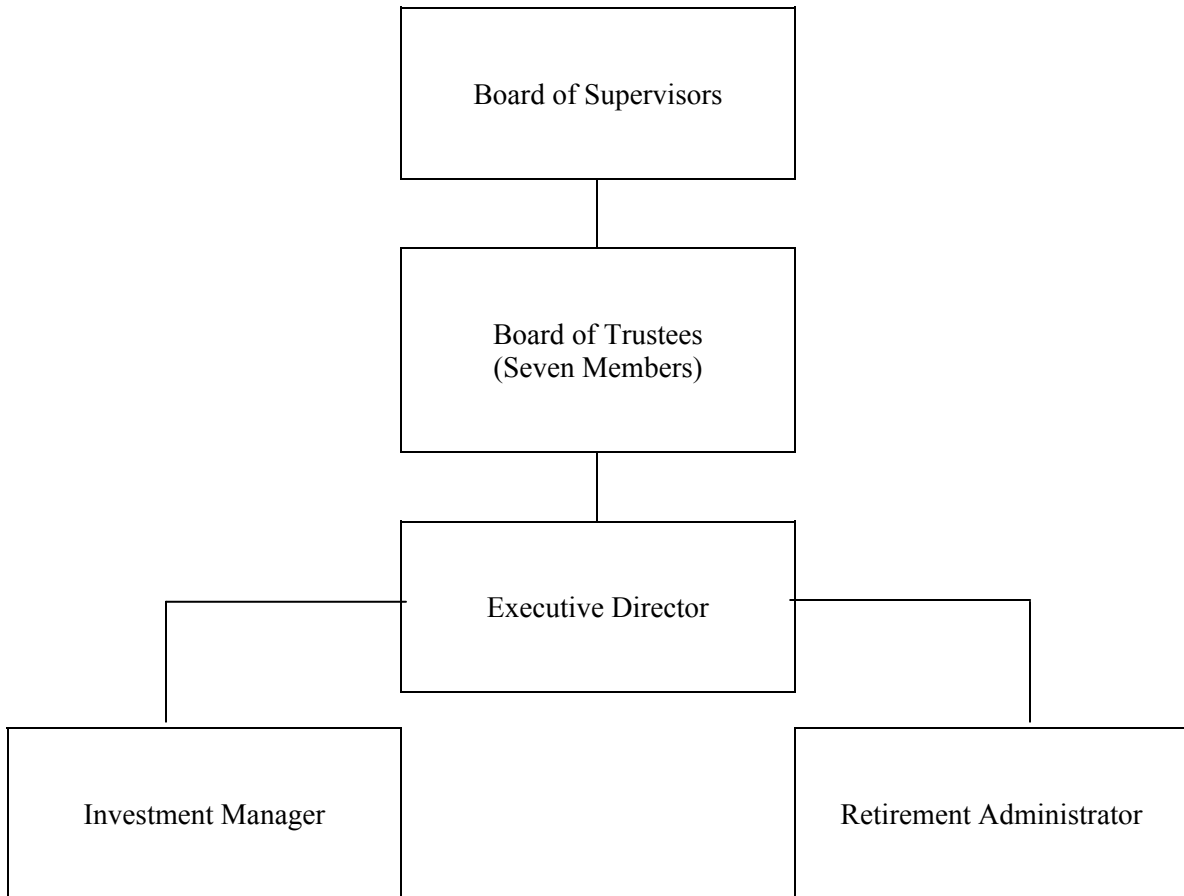 Board of Supervisors
Board of Trustees
(Seven Members)
Executive Director
Investment Manager
Retirement Administrator